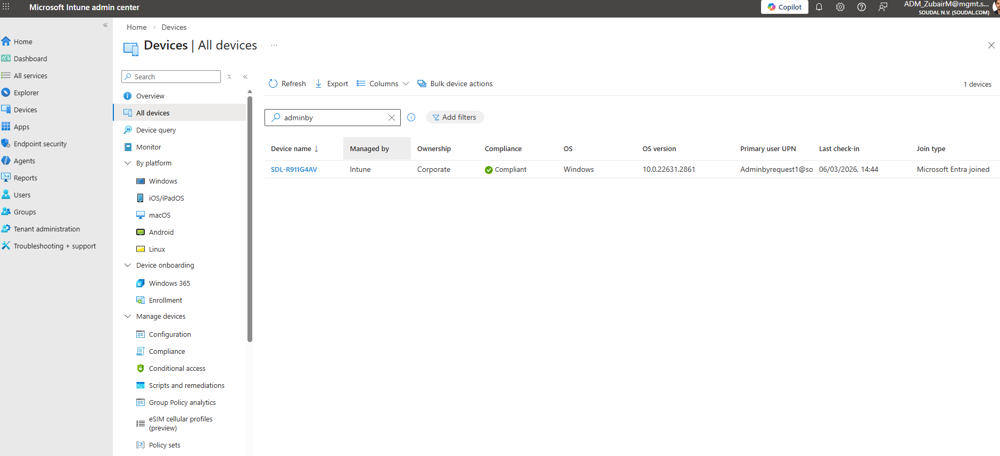 Microsoft Intune admin center
Copilot
ADM_ZubairM@mgmt.s...
SOUDAL N.V. (SOUDAL.COM)
Home
Dashboard
All services
Explorer
Devices
Apps
Endpoint security
Agents
Reports
Users
Groups
Tenant administration
Troubleshooting + support
Home > Devices
Devices | All devices ...
Search
Overview
All devices
Device query
Monitor
By platform
Windows
iOS/iPadOS
macOS
Android
Linux
Device onboarding
Windows 365
Enrollment
Manage devices
Configuration
Compliance
Conditional access
Scripts and remediations
Group Policy analytics
eSIM cellular profiles
(preview)
Policy sets
Refresh Export Columns Bulk device actions 1 devices
adminby Add filters
Device name ↓ Managed by Ownership Compliance OS OS version Primary user UPN Last check-in Join type
SDL-R911G4AV Intune Corporate Compliant Windows 10.0.22631.2861 Adminbyrequest1@so 06/03/2026, 14:44 Microsoft Entra joined